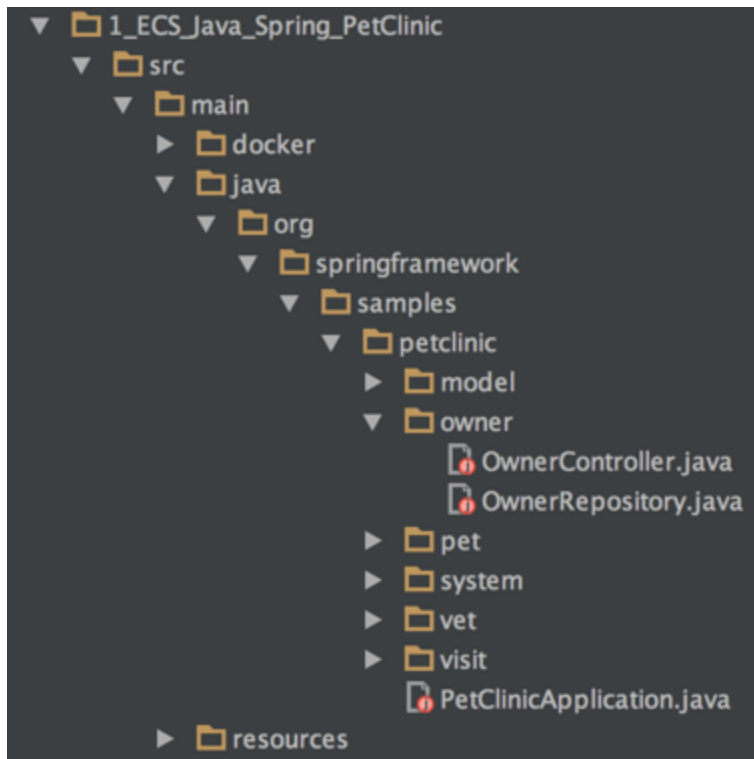 1_ECS_Java_Spring_PetClinic
src
main
docker
java
org
springframework
samples
petclinic
model
owner
OwnerController.java
OwnerRepository.java
pet
system
vet
visit
PetClinicApplication.java
resources